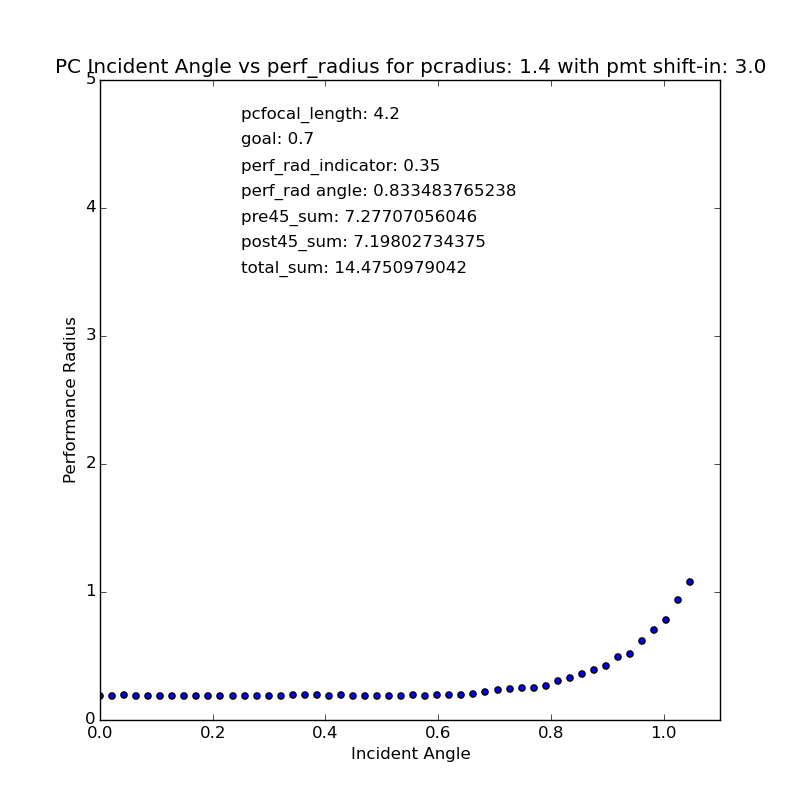 PC Incident Angle vs perf_radius for pcradius: 1.4 with pmt shift-in: 3.0
5
pcfocal_length: 4.2
goal: 0.7
perf_rad_indicator: 0.35
perf_rad angle: 0.833483765238
pre45_sum: 7.27707056046
post45_sum: 7.19802734375
total_sum: 14.4750979042
4
3
Performance Radius
2
1
0
0.0 0.2 0.4 0.6 0.8 1.0
Incident Angle